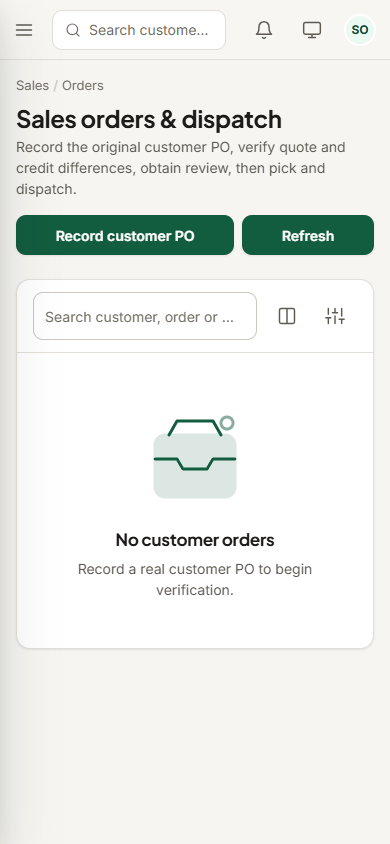 Search custome...
SO
Sales / Orders
Sales orders & dispatch
Record the original customer PO, verify quote and
credit differences, obtain review, then pick and
dispatch.
Record customer PO
Refresh
Search customer, order or ...
No customer orders
Record a real customer PO to begin
verification.